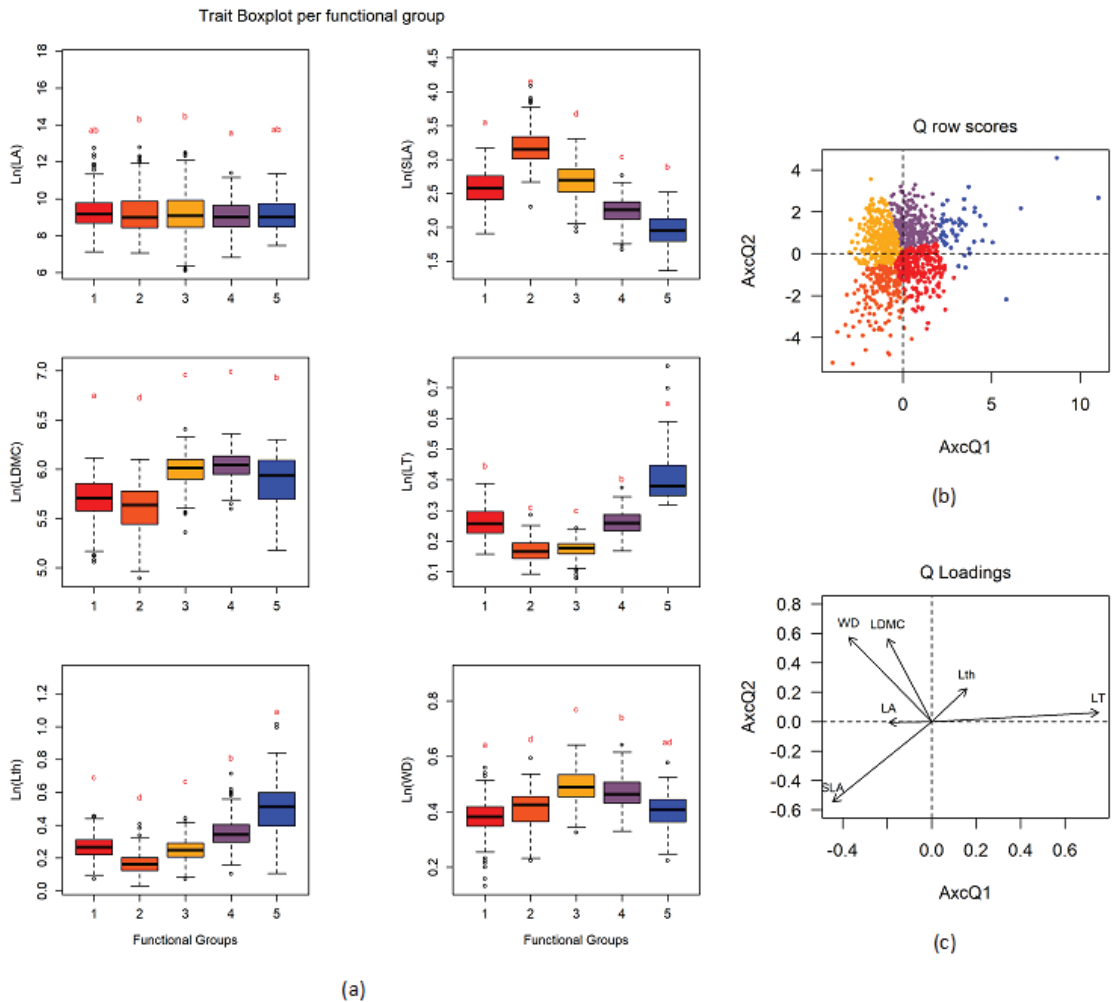 Trait Boxplot per functional group
Ln(LA)
18
16
14
12
10
8
6
ab
b
b
a
ab
1 2 3 4 5
Ln(SLA)
4.5
4.0
3.5
3.0
2.5
2.0
1.5
a
c
d
c
b
1 2 3 4 5
Ln(LDMC)
7.0
6.5
6.0
5.5
5.0
a
d
c
c
b
1 2 3 4 5
Ln(LT)
0.7
0.6
0.5
0.4
0.3
0.2
0.1
b
c
c
b
a
1 2 3 4 5
Ln(Lth)
1.2
1.0
0.8
0.6
0.4
0.2
0.0
c
d
c
b
a
1 2 3 4 5
Functional Groups
Ln(WD)
0.8
0.6
0.4
0.2
a
d
c
b
ad
1 2 3 4 5
Functional Groups
(a)
Q row scores
AxcQ2
4
2
0
-2
-4
0 5 10
AxcQ1
(b)
Q Loadings
AxcQ2
0.8
0.6
0.4
0.2
0.0
-0.2
-0.4
-0.6
WD
LDMC
Lth
LT
LA
SLA
-0.4 0.0 0.2 0.4 0.6
AxcQ1
(c)